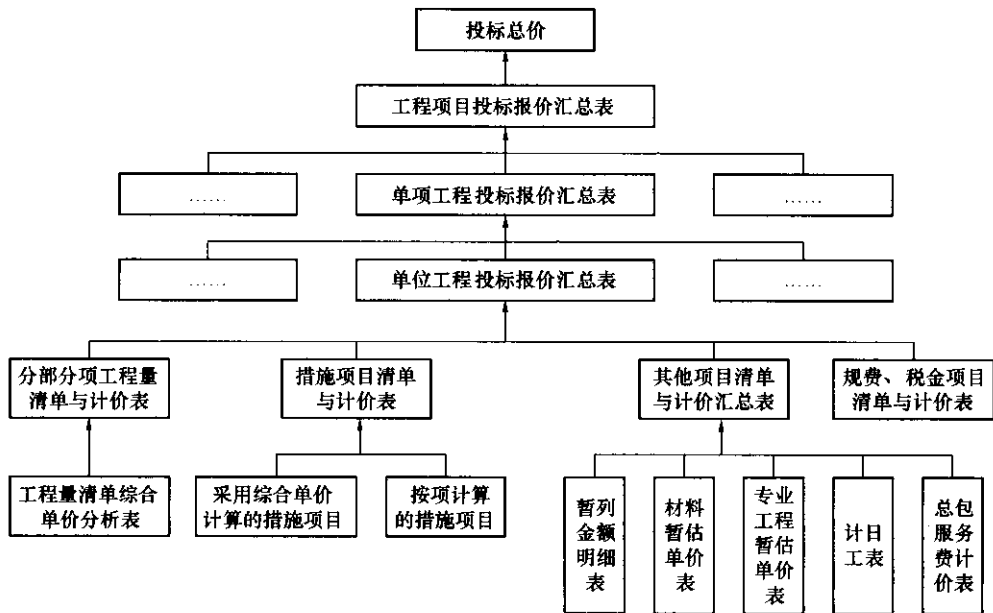 投标总价
工程项目投标报价汇总表
……
单项工程投标报价汇总表
……
……
单位工程投标报价汇总表
……
分部分项工程量
清单与计价表
措施项目清单
与计价表
其他项目清单
与计价汇总表
规费、税金项目
清单与计价表
工程量清单综合
单价分析表
采用综合单价
计算的措施项目
按项计算
的措施项目
暂列
金额
明细
表
材料
暂估
单价
表
专业
工程
暂估
单价
表
计日
工表
总包
服务
费计
价表